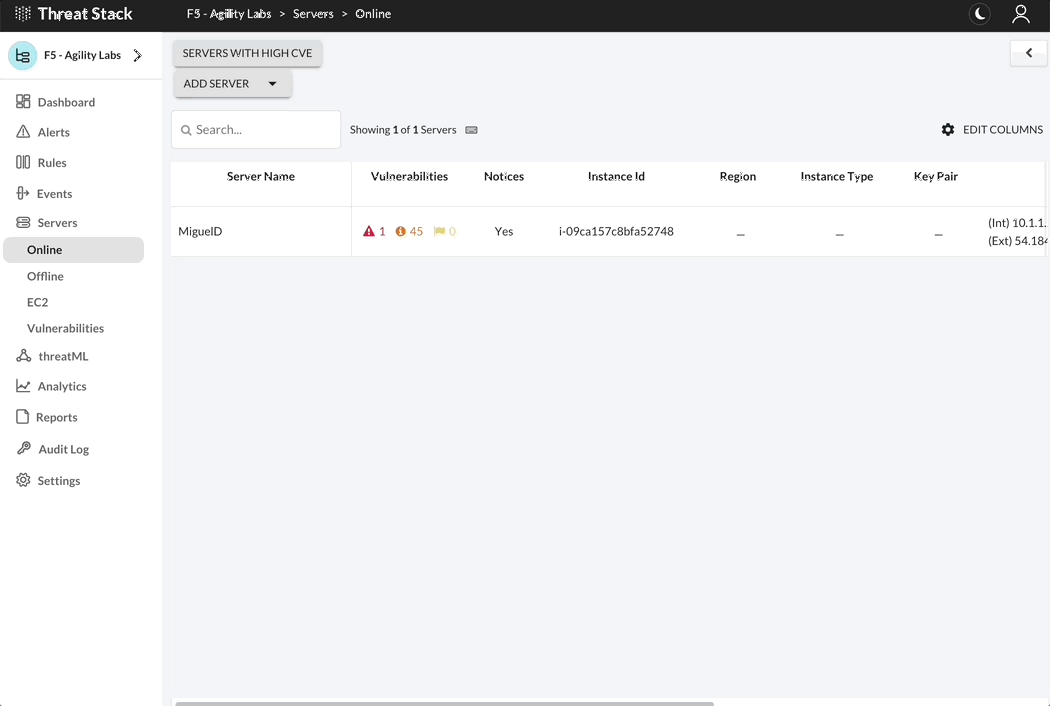 Threat Stack
F5 - Agility Labs > Servers > Online
F5 - Agility Labs
Dashboard
Alerts
Rules
Events
Servers
Online
Offline
EC2
Vulnerabilities
threatML
Analytics
Reports
Audit Log
Settings
SERVERS WITH HIGH CVE
ADD SERVER
Search...
Showing 1 of 1 Servers
EDIT COLUMNS
Server Name Vulnerabilities Notices Instance Id Region Instance Type Key Pair
MiguelD 1 45 0 Yes i-09ca157c8bfa52748 — — —
(Int) 10.1.1.
(Ext) 54.184